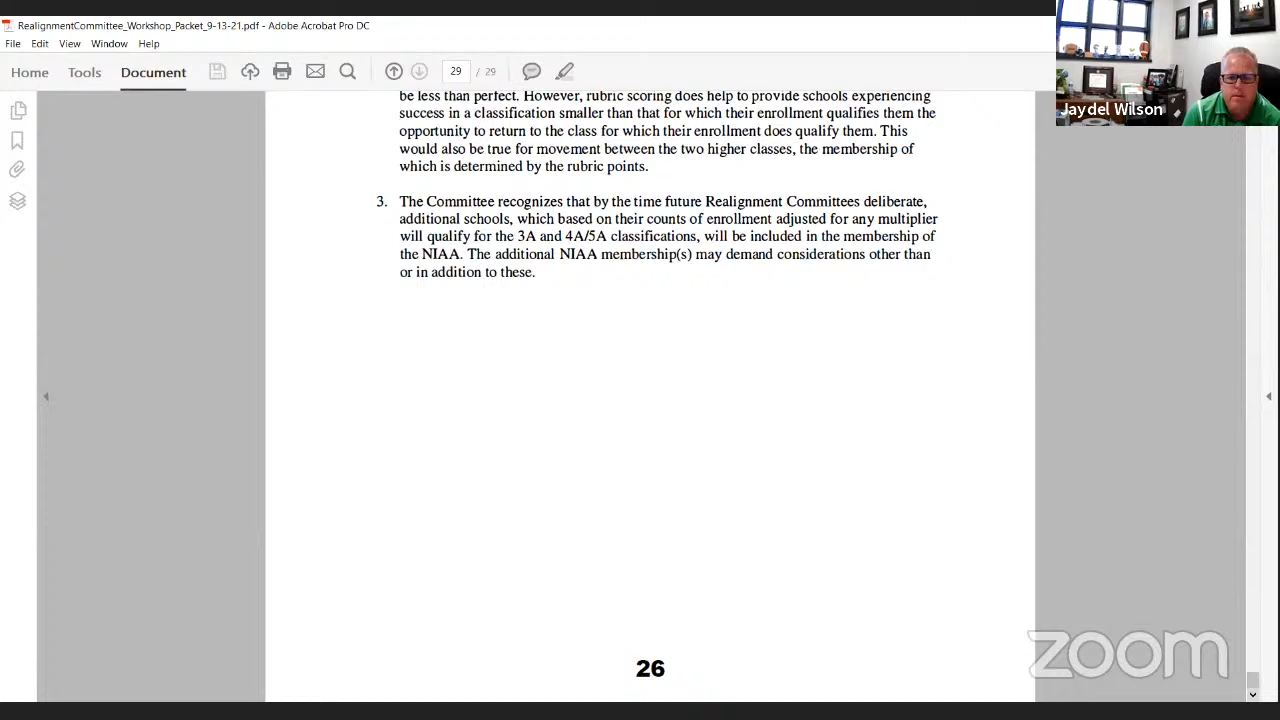 RealignmentCommittee_Workshop_Packet_9-13-21.pdf - Adobe Acrobat Pro DC
File Edit View Window Help
Home Tools Document 29 / 29
be less than perfect. However, rubric scoring does help to provide schools experiencing
success in a classification smaller than that for which their enrollment qualifies them the
opportunity to return to the class for which their enrollment does qualify them. This
would also be true for movement between the two higher classes, the membership of
which is determined by the rubric points.
3. The Committee recognizes that by the time future Realignment Committees deliberate,
additional schools, which based on their counts of enrollment adjusted for any multiplier
will qualify for the 3A and 4A/5A classifications, will be included in the membership of
the NIAA. The additional NIAA membership(s) may demand considerations other than
or in addition to these.
26
Jaydel Wilson
zoom